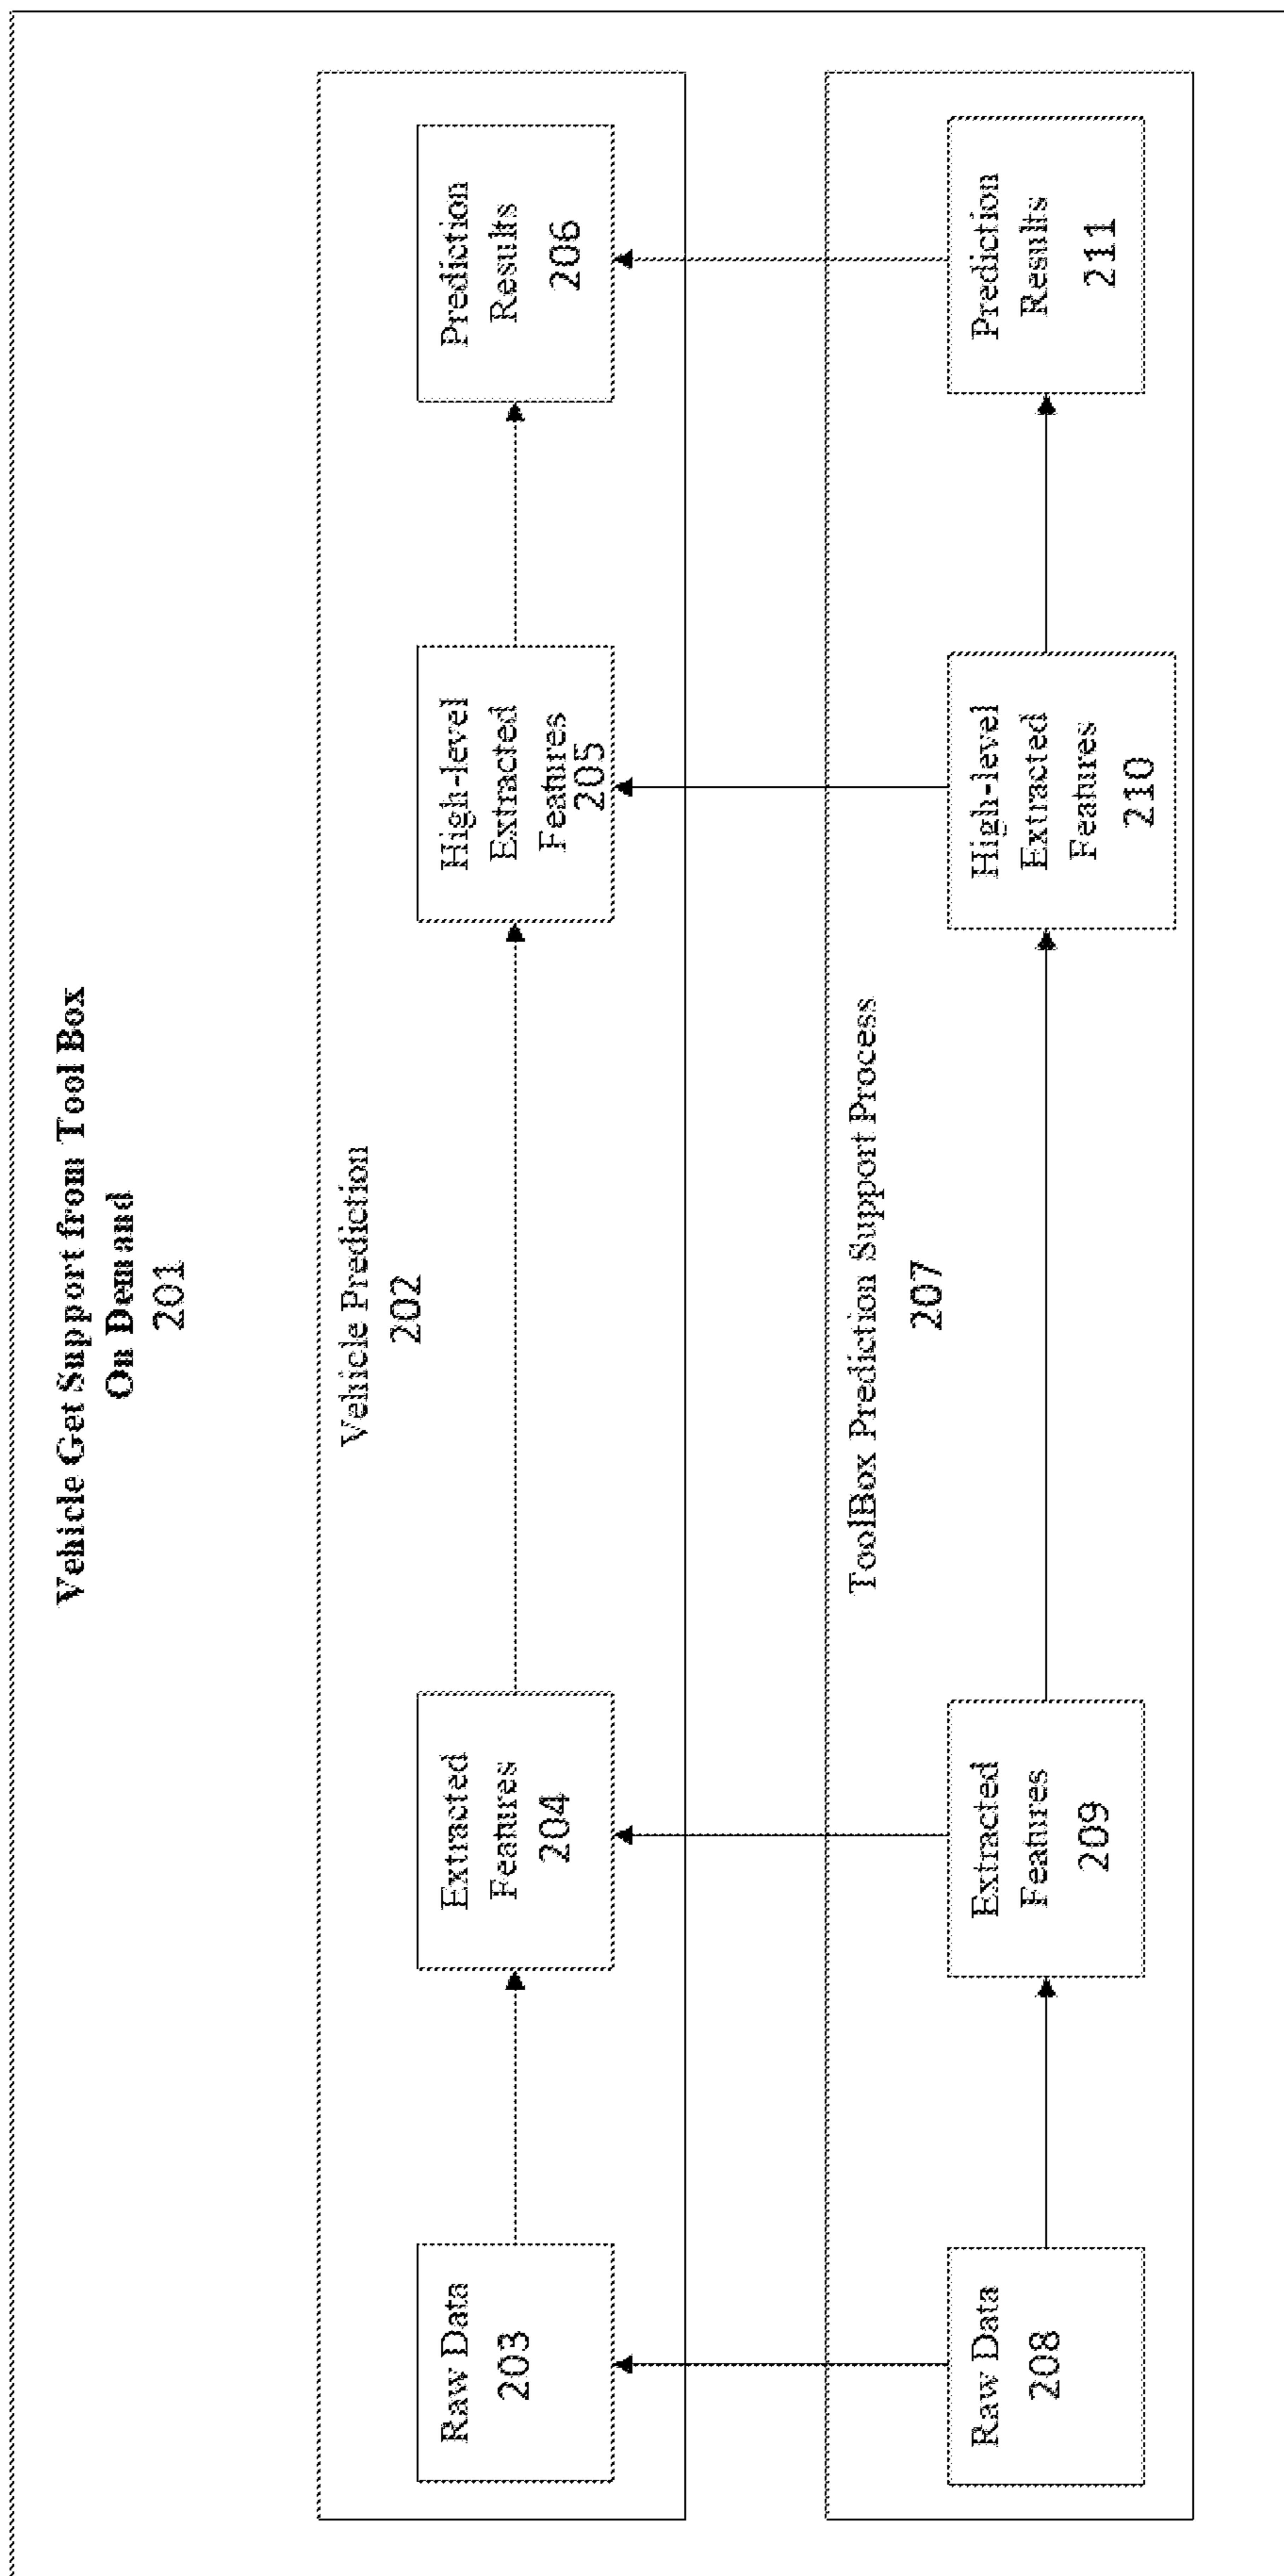 Vehicle Get Support from Tool Box
On Demand
201
Vehicle Prediction
202
Raw Data
203
Extracted
Features
204
High-level
Extracted
Features
205
Prediction
Results
206
ToolBox Prediction Support Process
207
Raw Data
208
Extracted
Features
209
High-level
Extracted
Features
210
Prediction
Results
211